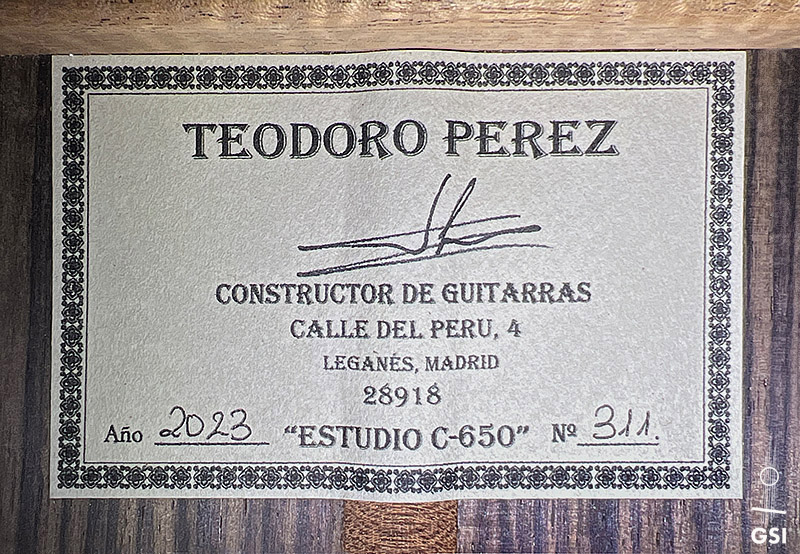 TEODORO PEREZ
CONSTRUCTOR DE GUITARRAS
CALLE DEL PERU, 4
LEGANÉS, MADRID
28918
Año 2023 "ESTUDIO C-650" Nº 311.
GSI